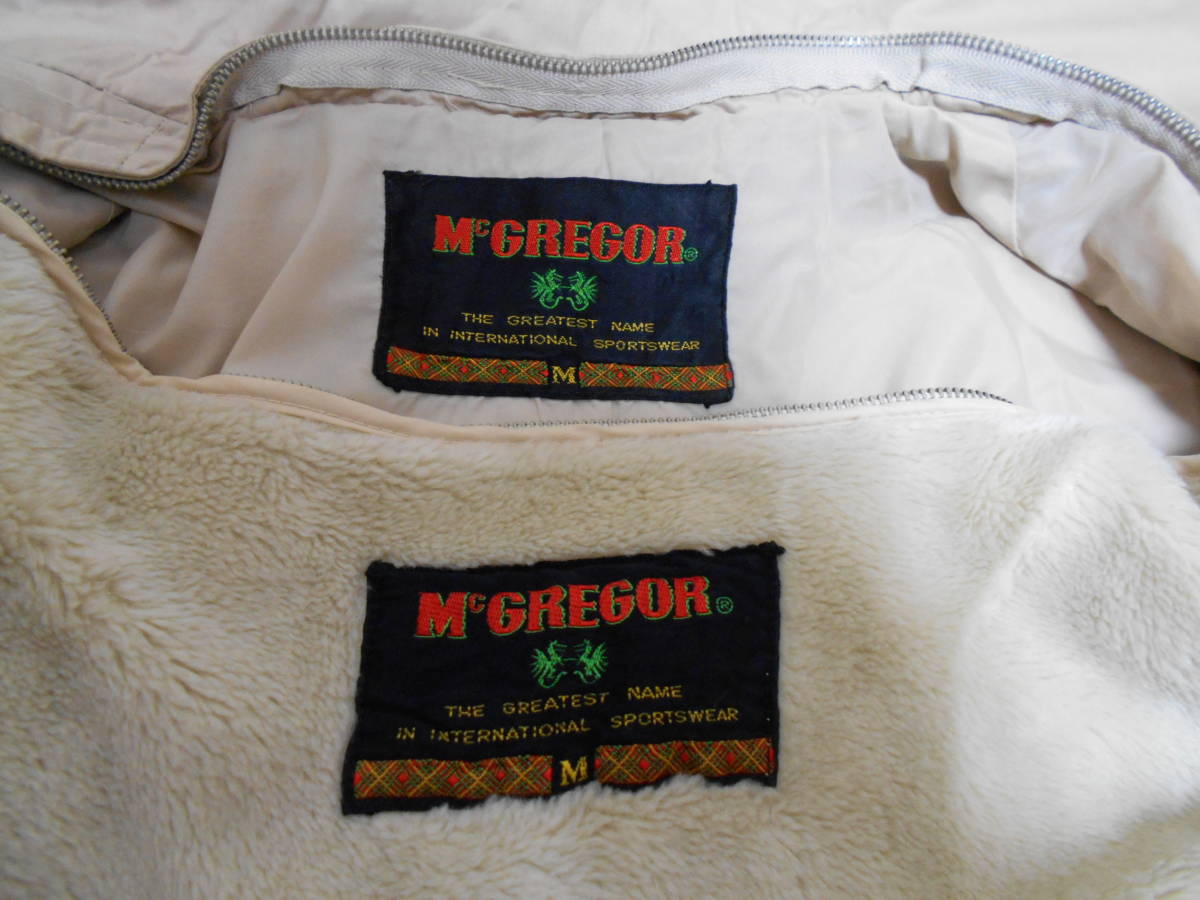 McGREGOR®
THE GREATEST NAME
IN INTERNATIONAL SPORTSWEAR
M
McGREGOR®
THE GREATEST NAME
IN INTERNATIONAL SPORTSWEAR
M